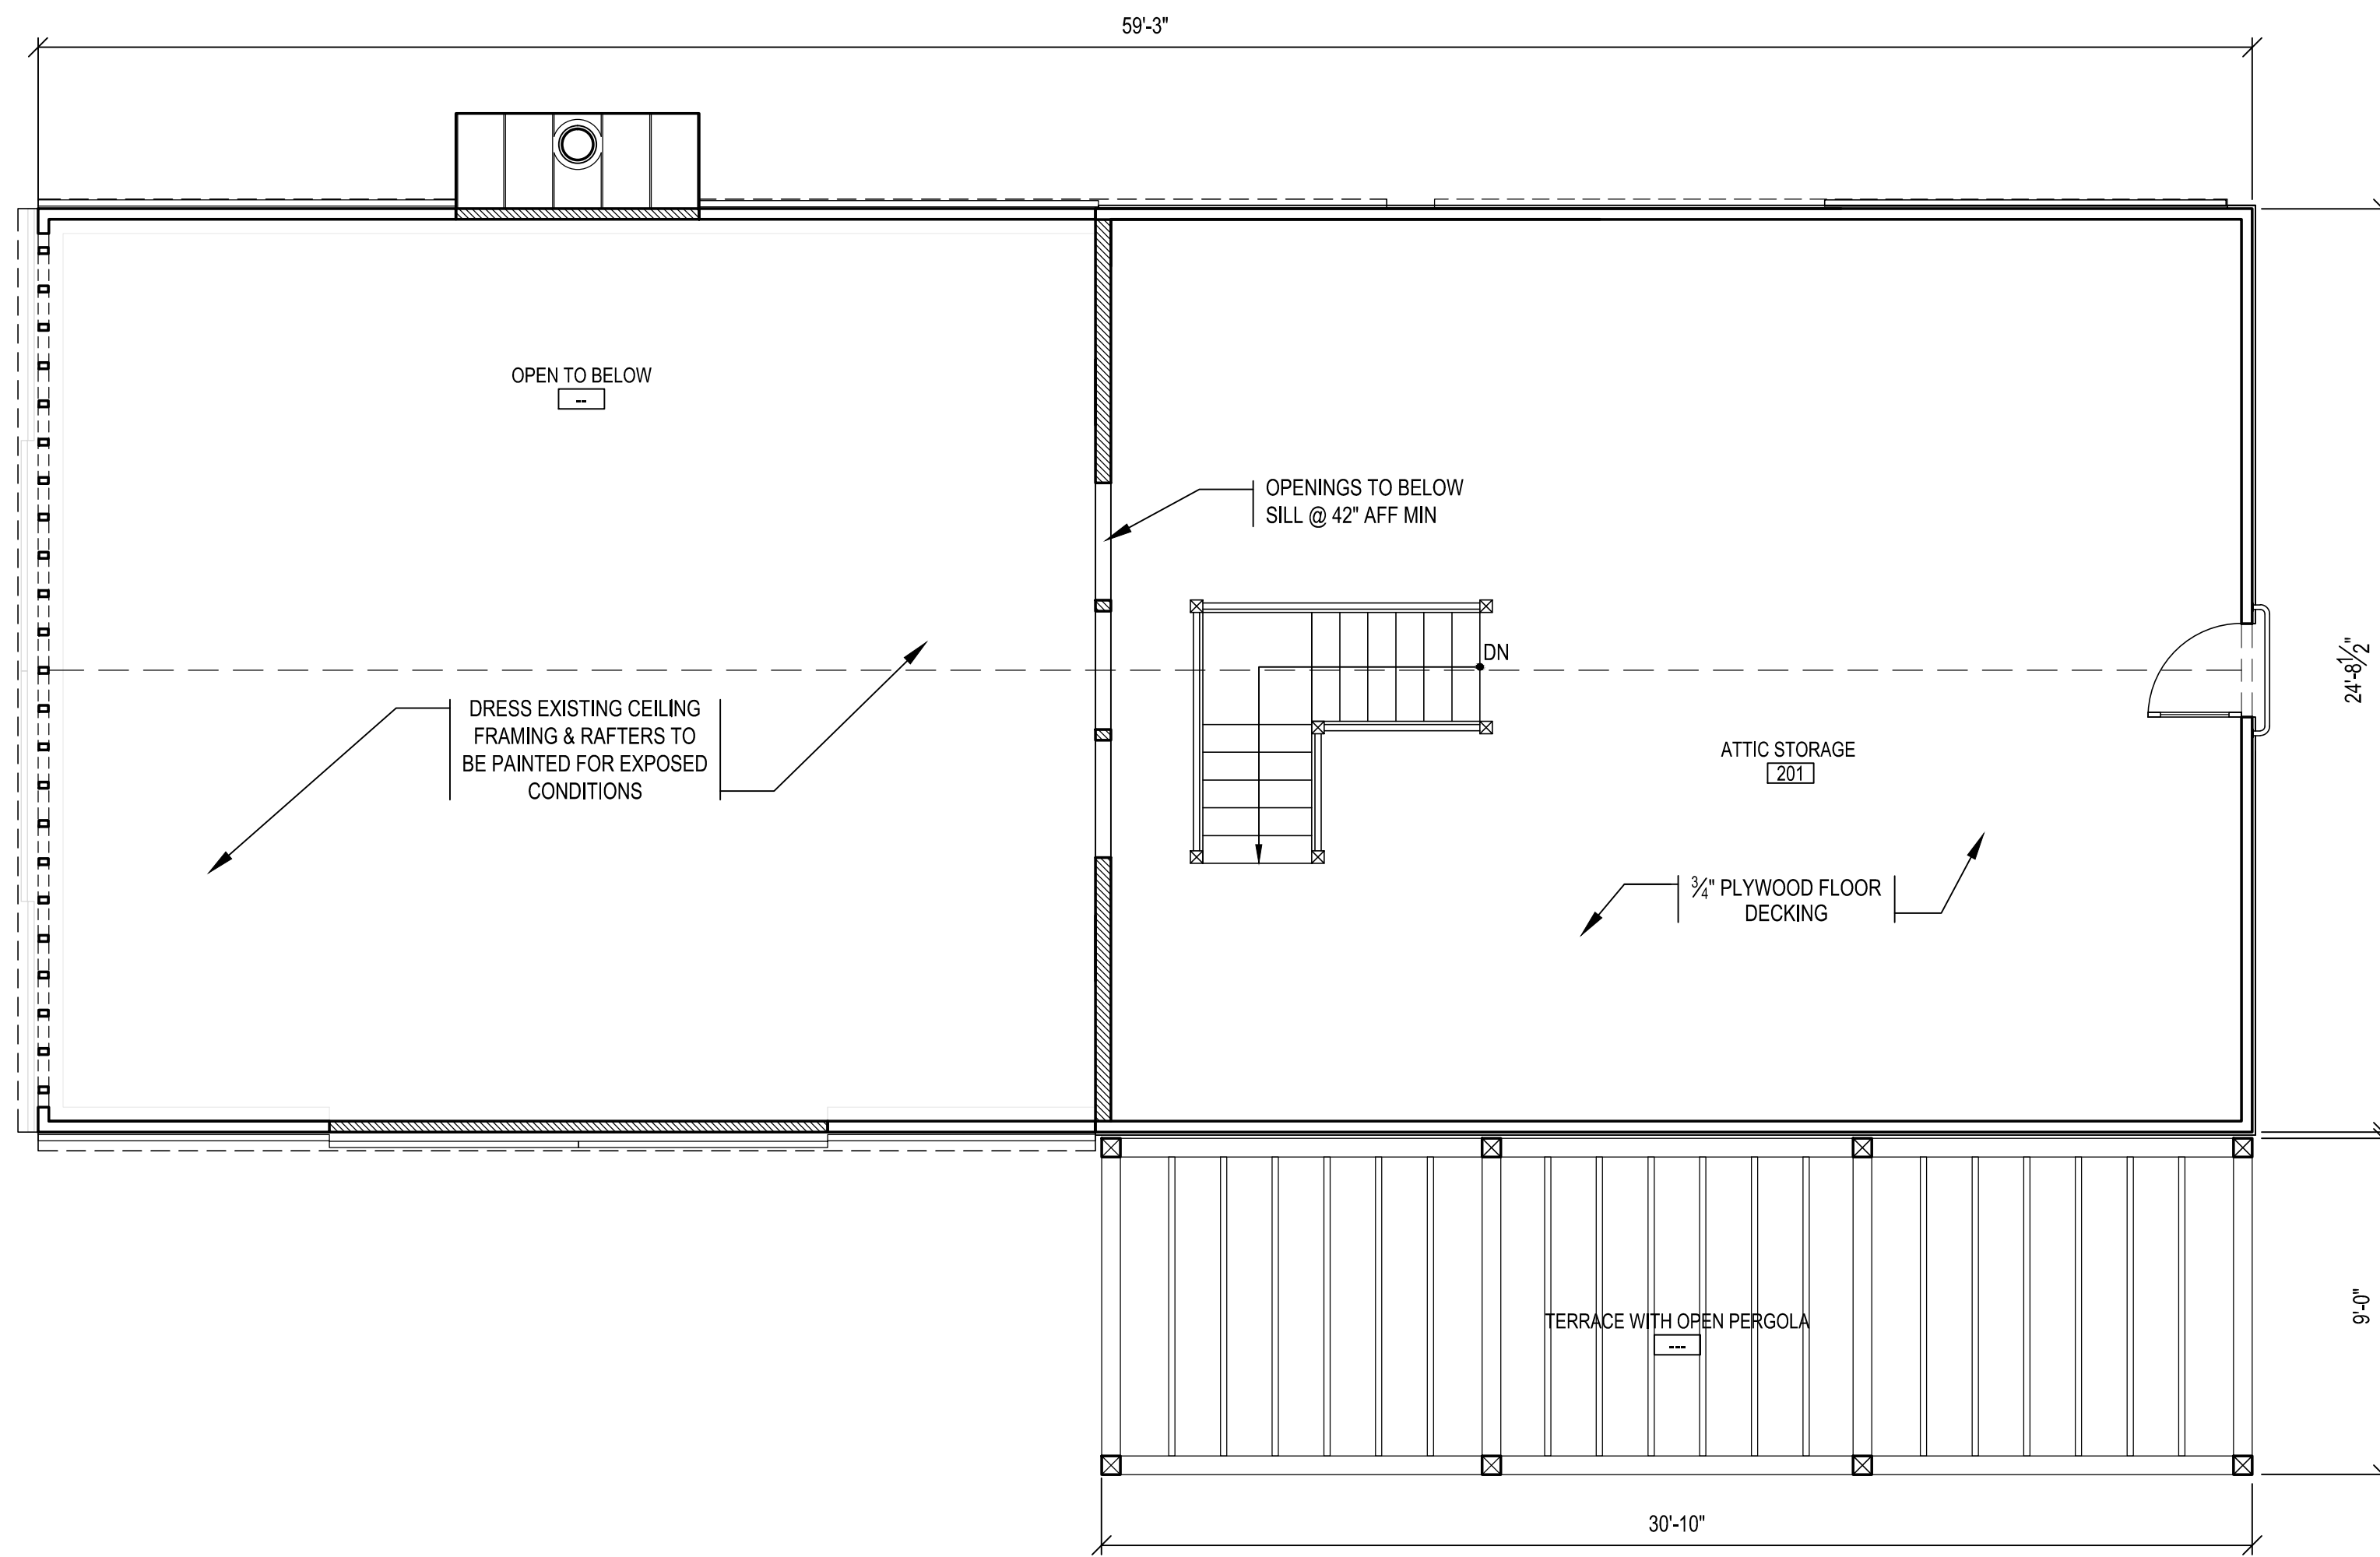 59'-3"
OPEN TO BELOW
--
OPENINGS TO BELOW
SILL @ 42" AFF MIN
DN
24'-8½"
DRESS EXISTING CEILING
FRAMING & RAFTERS TO
BE PAINTED FOR EXPOSED
CONDITIONS
ATTIC STORAGE
201
¾" PLYWOOD FLOOR
DECKING
TERRACE WITH OPEN PERGOLA
---
9'-0"
30'-10"